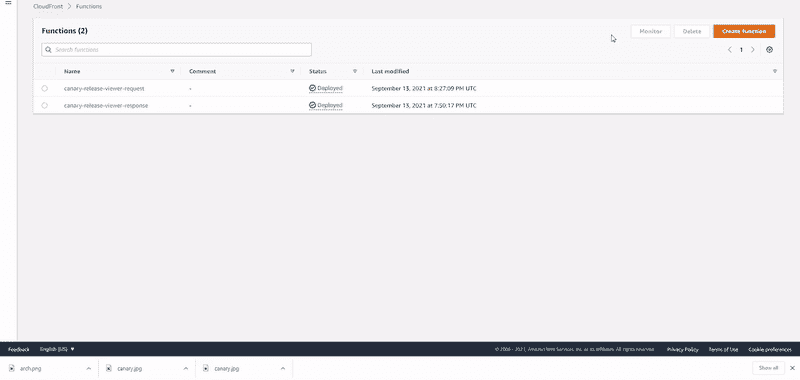 CloudFront > Functions
Functions (2)
Monitor
Delete
Create function
Search functions
1
Name
Comment
Status
Last modified
canary-release-viewer-request - Deployed September 13, 2021 at 8:27:09 PM UTC
canary-release-viewer-response - Deployed September 13, 2021 at 7:50:17 PM UTC
Feedback
English (US)
© 2008 - 2021, Amazon Web Services, Inc. or its affiliates. All rights reserved.
Privacy Policy
Terms of Use
Cookie preferences
arch.png
canary.jpg
canary.jpg
Show all